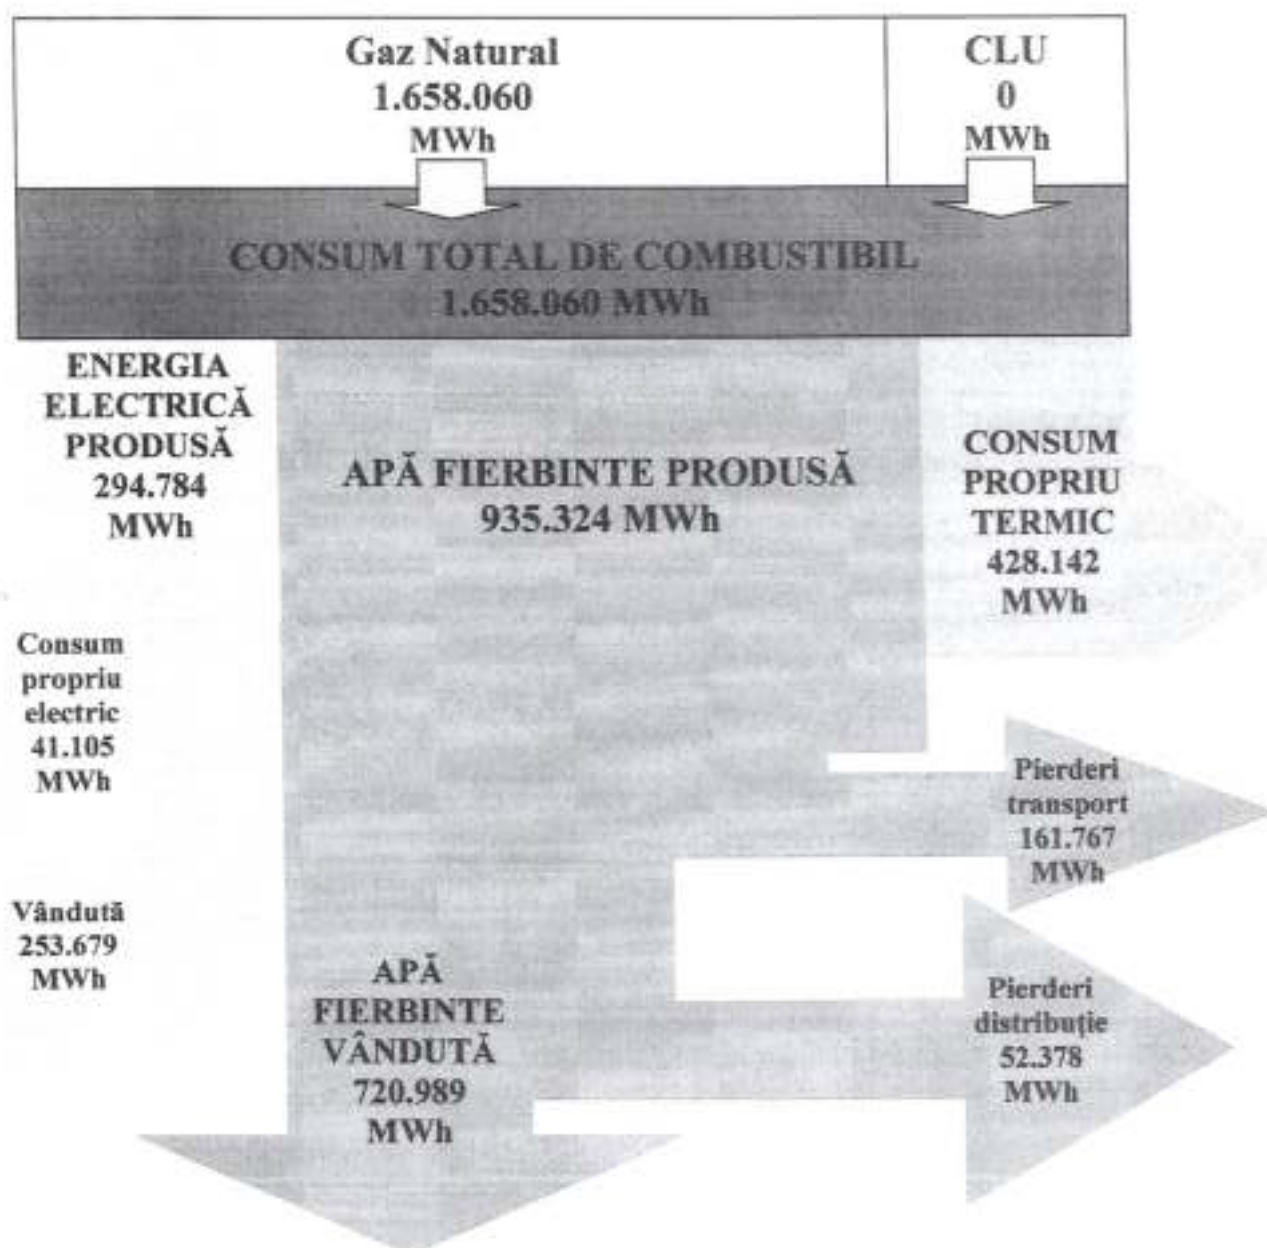 Gaz Natural
1.658.060
MWh
CLU
0
MWh
CONSUM TOTAL DE COMBUSTIBIL
1.658.060 MWh
ENERGIA
ELECTRICĂ
PRODUSĂ
294.784
MWh
APĂ FIERBINTE PRODUSĂ
935.324 MWh
CONSUM
PROPRIU
TERMIC
428.142
MWh
Consum
propriu
electric
41.105
MWh
Pierderi
transport
161.767
MWh
Vândută
253.679
MWh
APĂ
FIERBINTE
VÂNDUTĂ
720.989
MWh
Pierderi
distribuție
52.378
MWh